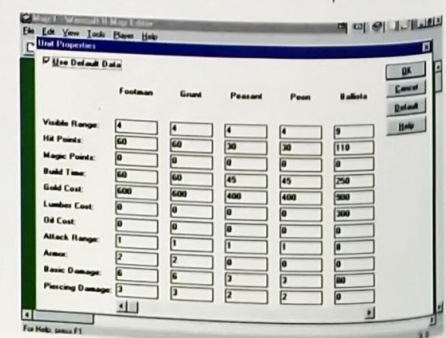 Map1 - Warcraft II Map Editor
File Edit View Tools Player Help
Unit Properties
Use Default Data
OK
Cancel
Default
Help
Footman Grunt Peasant Peon Ballista
Visible Range: 4 4 4 4 9
Hit Points: 60 60 30 30 110
Magic Points: 0 0 0 0 0
Build Time: 60 60 45 45 250
Gold Cost: 600 600 400 400 900
Lumber Cost: 0 0 0 0 300
Oil Cost: 0 0 0 0 0
Attack Range: 1 1 1 1 8
Armor: 2 2 0 0 0
Basic Damage: 6 6 3 3 80
Piercing Damage: 3 3 2 2 0
For Help, press F1